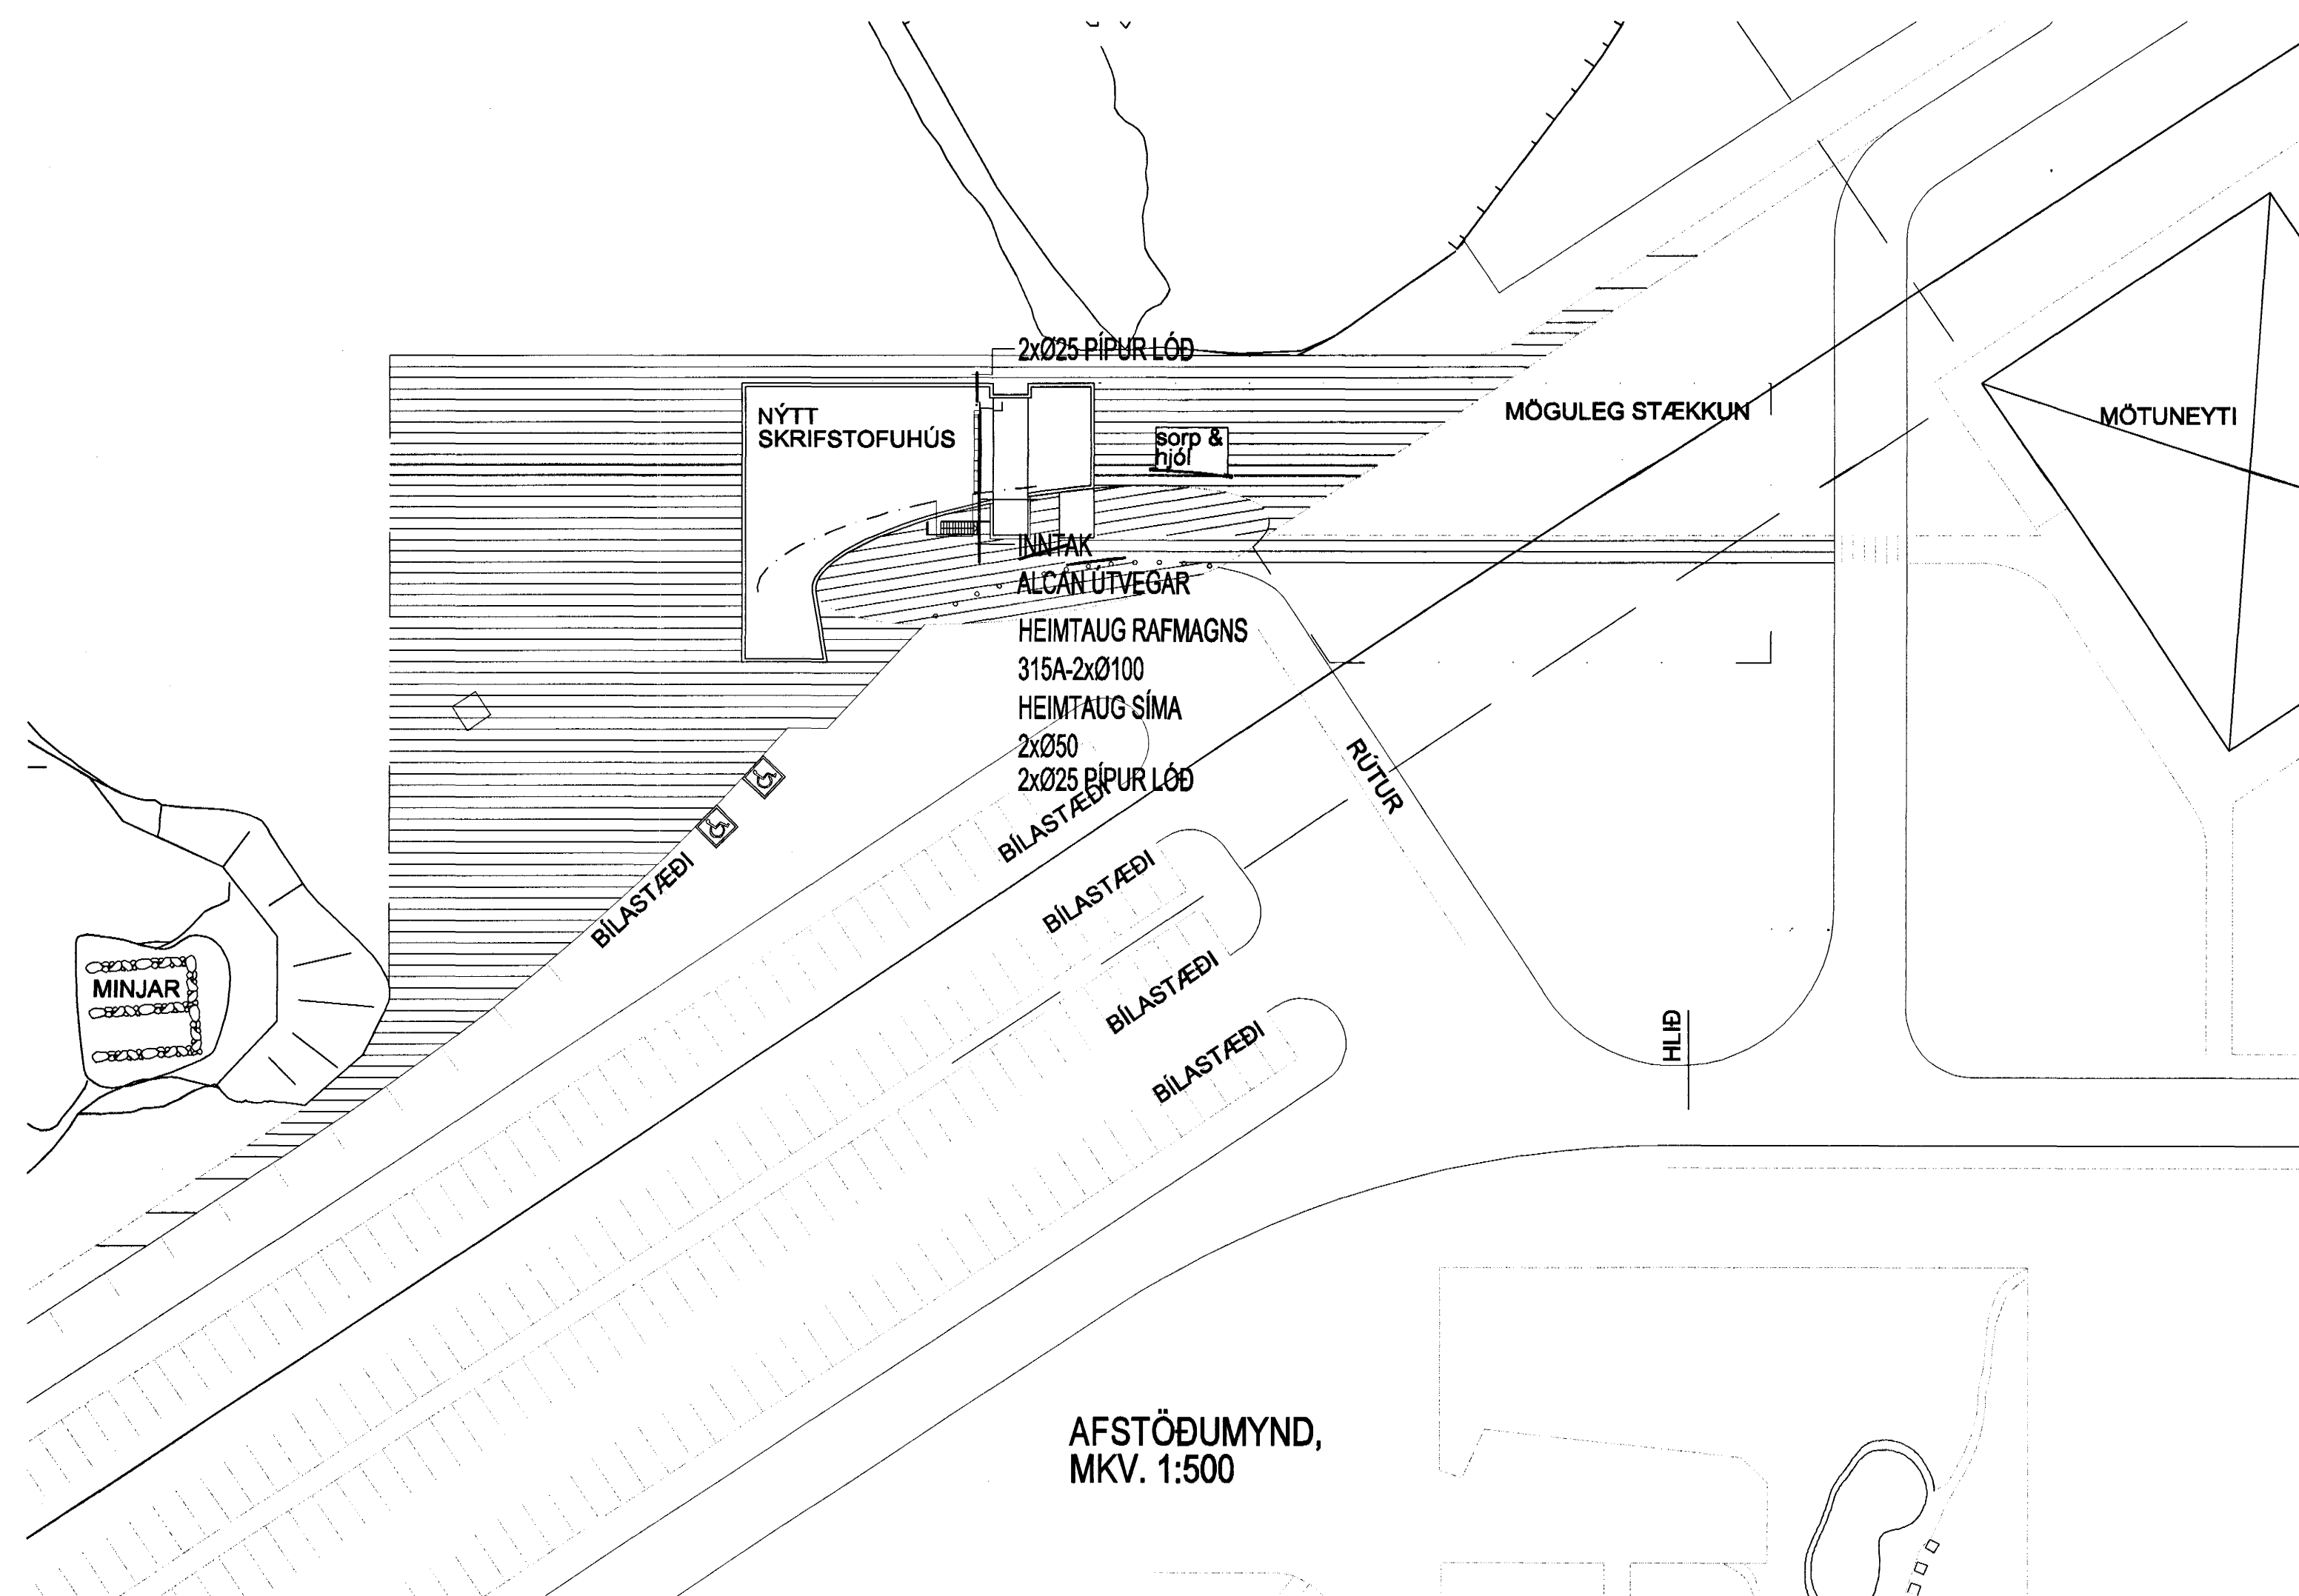 2xØ25 PÍPUR LÓÐ
NÝTT
SKRIFSTOFUHÚS
sorp &
hjól
MÖGULEG STÆKKUN
MÖTUNEYTI
INNTAK
ALCAN ÚTVEGAR
HEIMTAUG RAFMAGNS
315A-2xØ100
HEIMTAUG SÍMA
2xØ50
2xØ25 PÍPUR LÓÐ
RÚTUR
BÍLASTÆÐI
BÍLASTÆÐI
BÍLASTÆÐI
BÍLASTÆÐI
BÍLASTÆÐI
MINJAR
HLIÐ
AFSTÖÐUMYND,
MKV. 1:500